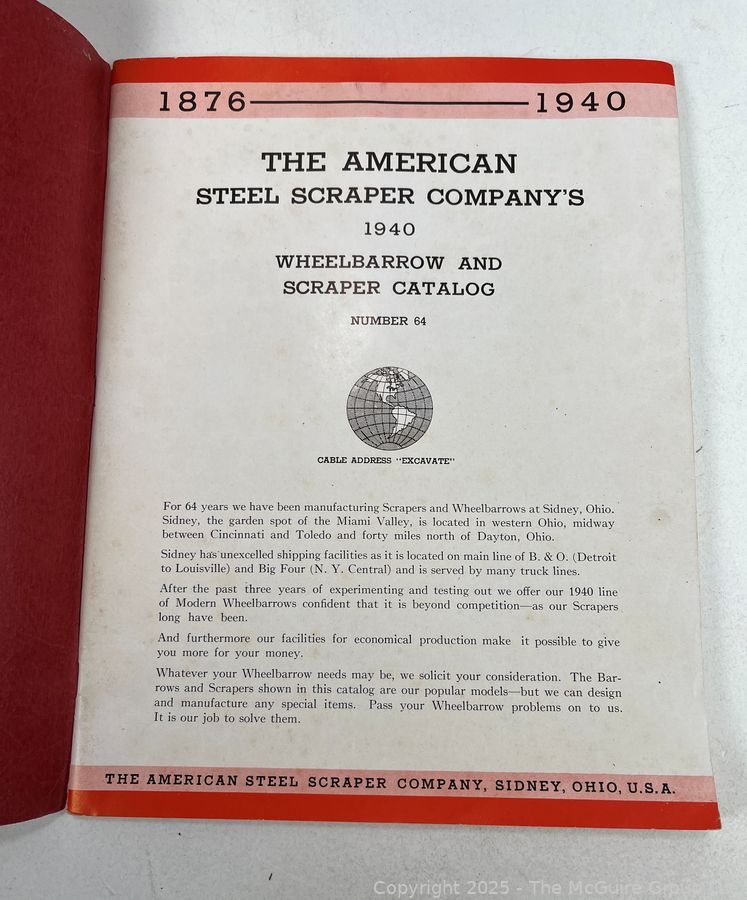 1876 — 1940
THE AMERICAN
STEEL SCRAPER COMPANY'S
1940
WHEELBARROW AND
SCRAPER CATALOG
NUMBER 64
CABLE ADDRESS "EXCAVATE"
For 64 years we have been manufacturing Scrapers and Wheelbarrows at Sidney, Ohio.
Sidney, the garden spot of the Miami Valley, is located in western Ohio, midway
between Cincinnati and Toledo and forty miles north of Dayton, Ohio.
Sidney has unexcelled shipping facilities as it is located on main line of B. & O. (Detroit
to Louisville) and Big Four (N. Y. Central) and is served by many truck lines.
After the past three years of experimenting and testing out we offer our 1940 line
of Modern Wheelbarrows confident that it is beyond competition—as our Scrapers
long have been.
And furthermore our facilities for economical production make it possible to give
you more for your money.
Whatever your Wheelbarrow needs may be, we solicit your consideration. The Bar-
rows and Scrapers shown in this catalog are our popular models—but we can design
and manufacture any special items. Pass your Wheelbarrow problems on to us.
It is our job to solve them.
THE AMERICAN STEEL SCRAPER COMPANY, SIDNEY, OHIO, U.S.A.
Copyright 2025 - The McGuire Group